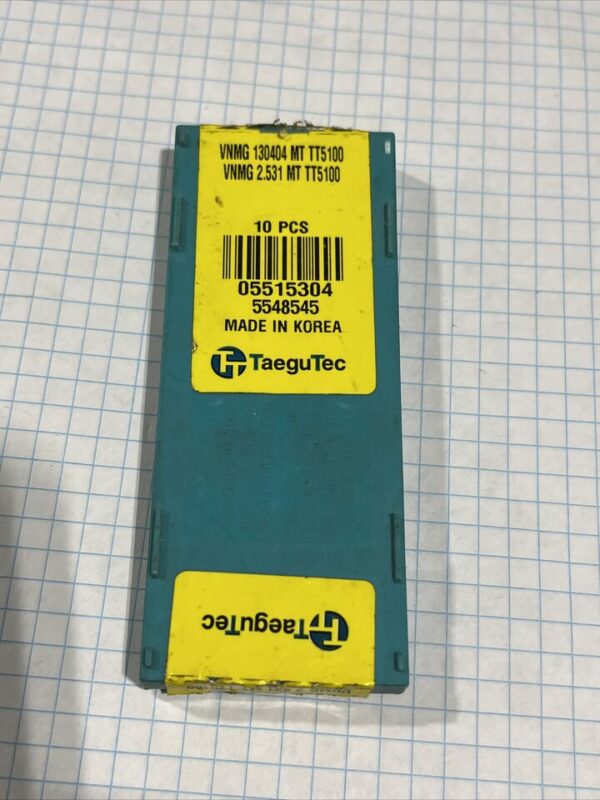 VNMG 130404 MT TT5100
VNMG 2.531 MT TT5100
10 PCS
05515304
5548545
MADE IN KOREA
TaeguTec
TaeguTec